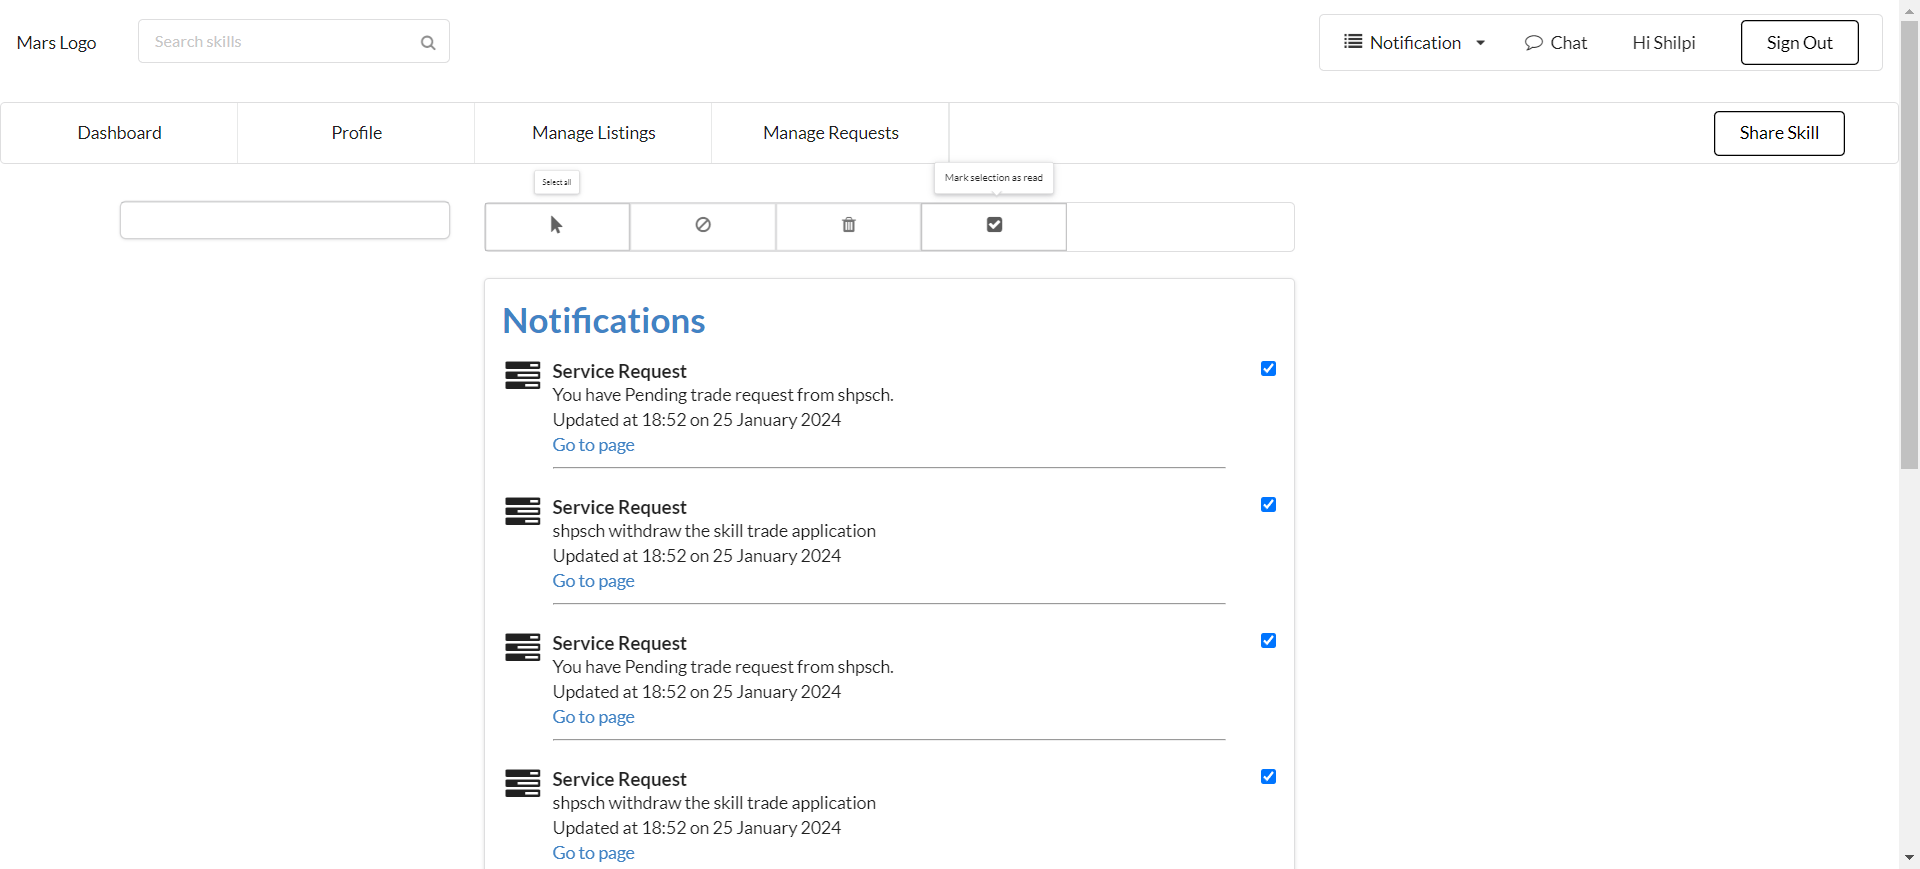 Mars Logo
Search skills
Notification
Chat
Hi Shilpi
Sign Out
Dashboard
Profile
Manage Listings
Manage Requests
Share Skill
Select all
Mark selection as read
Notifications
Service Request
You have Pending trade request from shpsch.
Updated at 18:52 on 25 January 2024
Go to page
Service Request
shpsch withdraw the skill trade application
Updated at 18:52 on 25 January 2024
Go to page
Service Request
You have Pending trade request from shpsch.
Updated at 18:52 on 25 January 2024
Go to page
Service Request
shpsch withdraw the skill trade application
Updated at 18:52 on 25 January 2024
Go to page